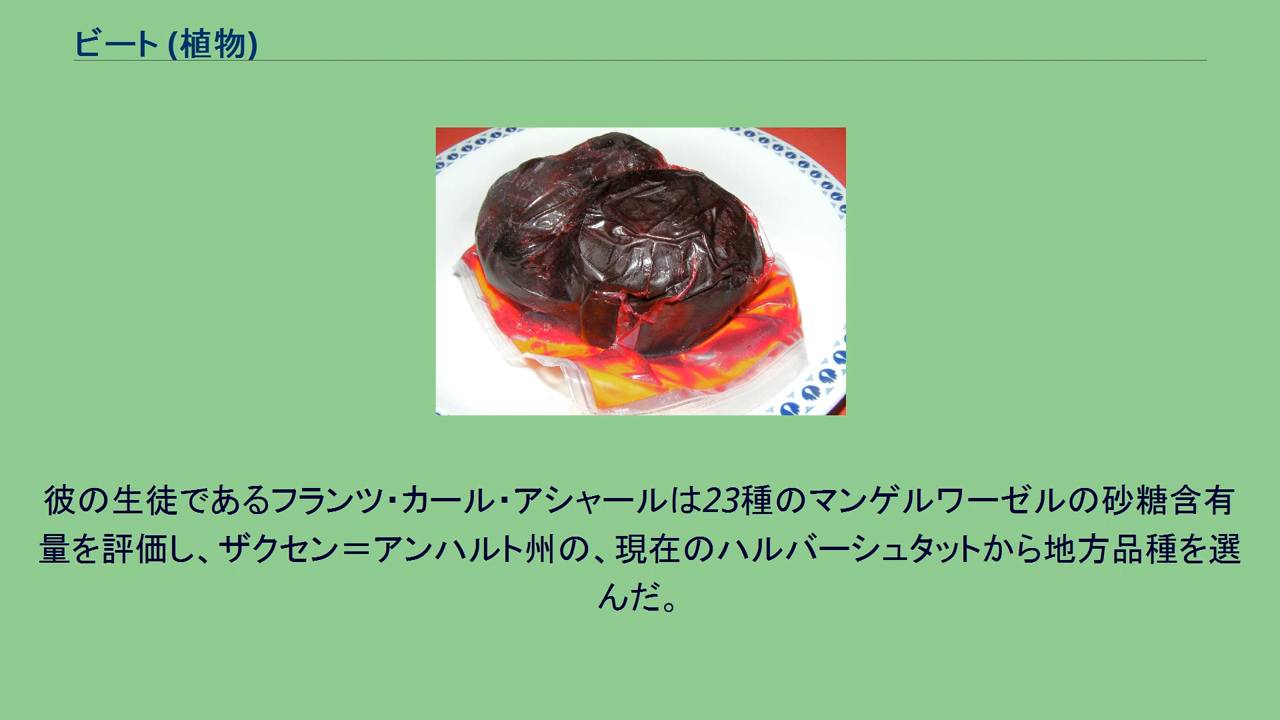 ビート (植物)
彼の生徒であるフランツ・カール・アシャールは23種のマンゲルワーゼルの砂糖含有
量を評価し、ザクセン＝アンハルト州の、現在のハルバーシュタットから地方品種を選
んだ。